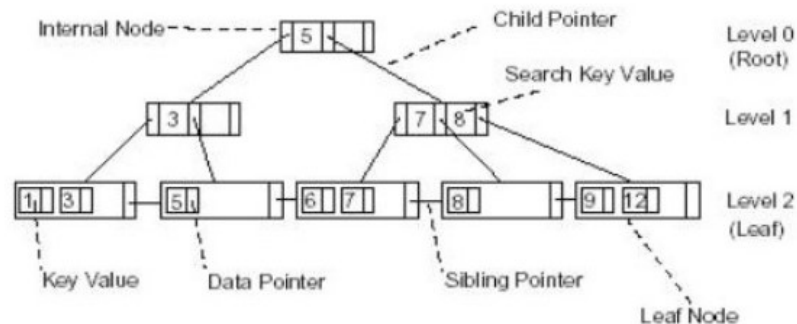 Internal Node
5
Child Pointer
Level 0
(Root)
Search Key Value
3
7 8
Level 1
1 3
5
6 7
8
9 12
Level 2
(Leaf)
Key Value
Data Pointer
Sibling Pointer
Leaf Node